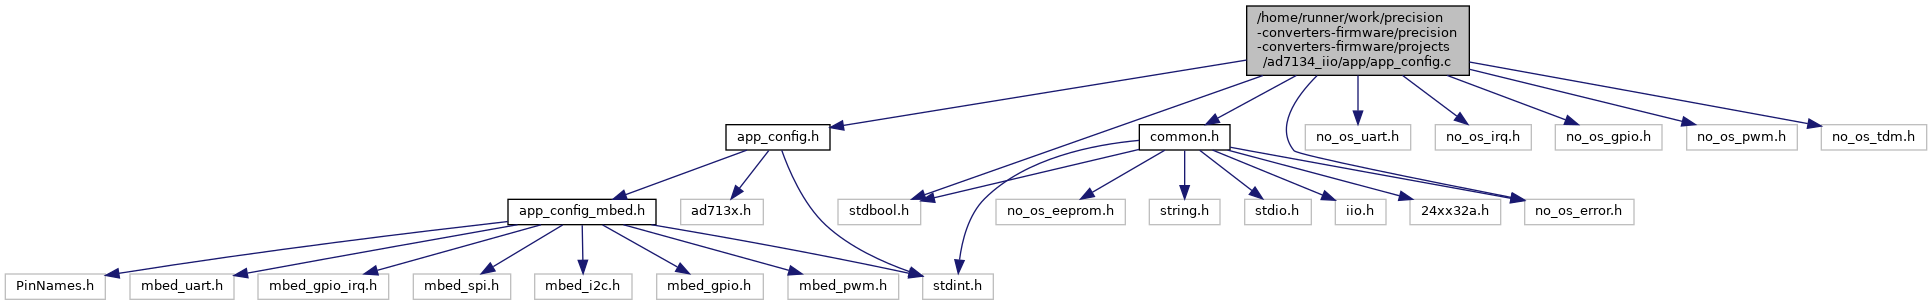 /home/runner/work/precision
-converters-firmware/precision
-converters-firmware/projects
/ad7134_iio/app/app_config.c
app_config.h
common.h
no_os_uart.h
no_os_irq.h
no_os_gpio.h
no_os_pwm.h
no_os_tdm.h
app_config_mbed.h
ad713x.h
stdbool.h
no_os_eeprom.h
string.h
stdio.h
iio.h
24xx32a.h
no_os_error.h
PinNames.h
mbed_uart.h
mbed_gpio_irq.h
mbed_spi.h
mbed_i2c.h
mbed_gpio.h
mbed_pwm.h
stdint.h